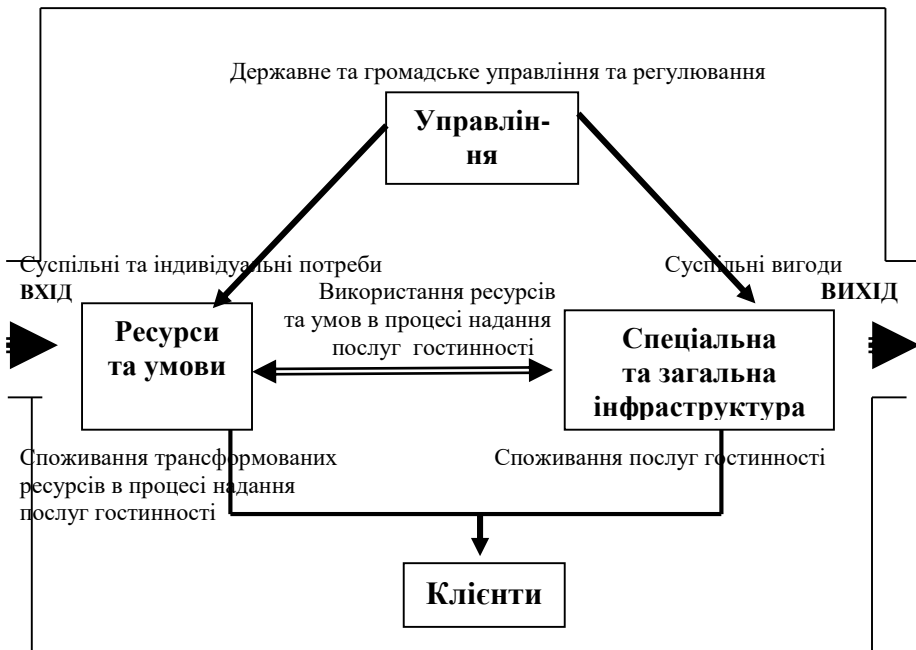 Державне та громадське управління та регулювання
Управлін-
ня
Суспільні та індивідуальні потреби
Суспільні вигоди
ВХІД
ВИХІД
Використання ресурсів
та умов в процесі надання
послуг гостинності
Ресурси
та умови
Спеціальна
та загальна
інфраструктура
Споживання трансформованих
ресурсів в процесі надання
послуг гостинності
Споживання послуг гостинності
Клієнти